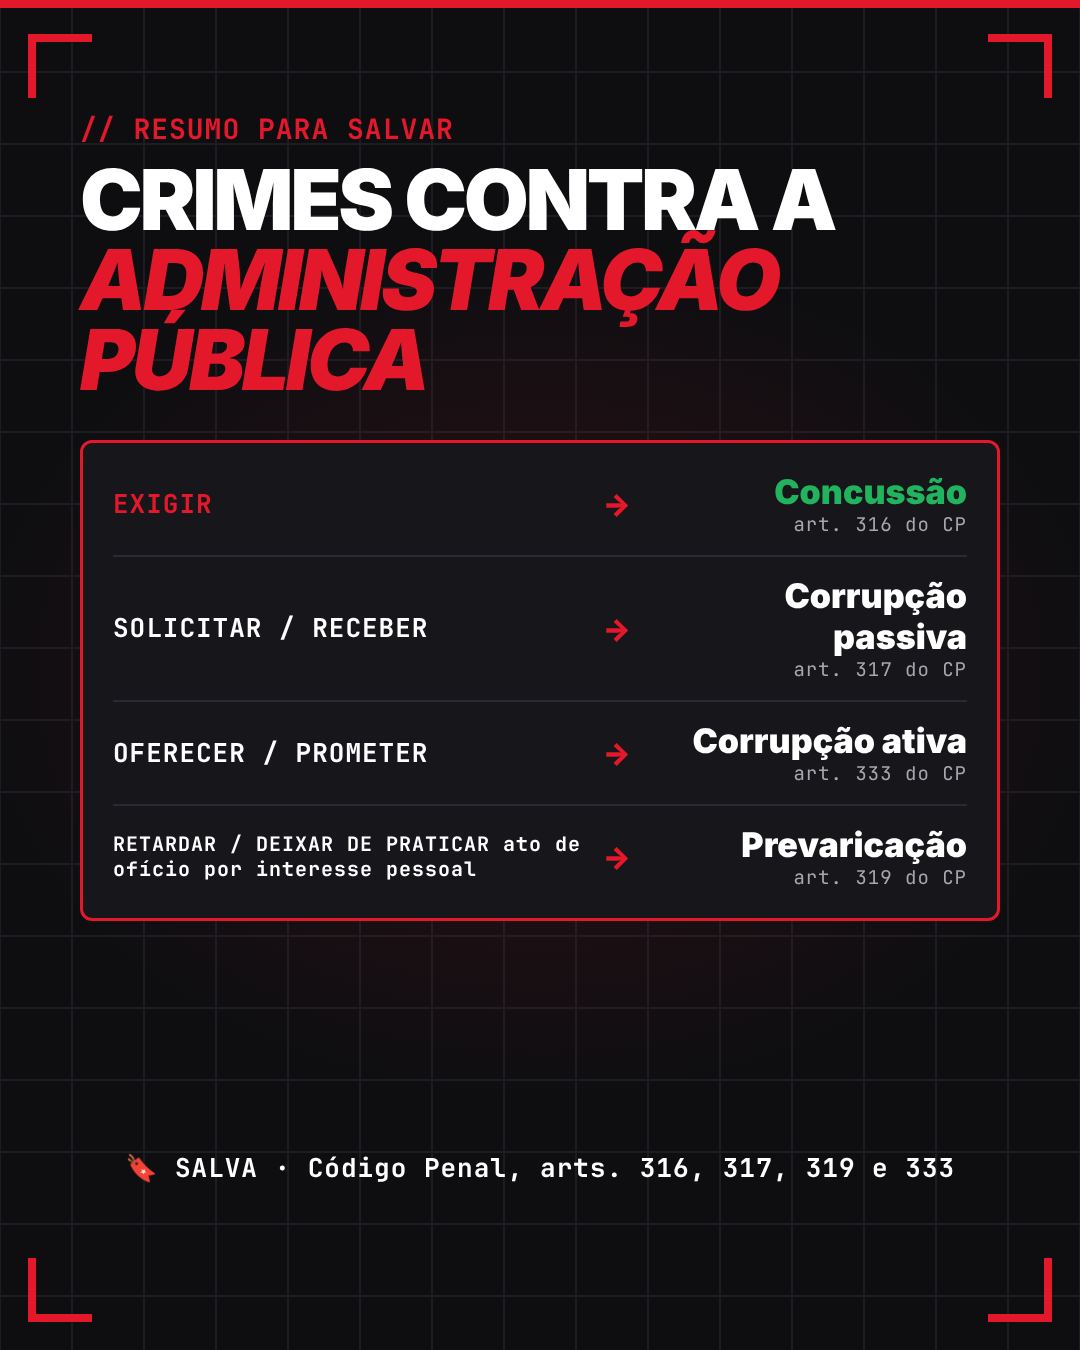 // RESUMO PARA SALVAR
CRIMES CONTRA A
ADMINISTRAÇÃO
PÚBLICA
EXIGIR → Concussão
art. 316 do CP
SOLICITAR / RECEBER → Corrupção
passiva
art. 317 do CP
OFERECER / PROMETER → Corrupção ativa
art. 333 do CP
RETARDAR / DEIXAR DE PRATICAR ato de
ofício por interesse pessoal → Prevaricação
art. 319 do CP
🔖 SALVA · Código Penal, arts. 316, 317, 319 e 333